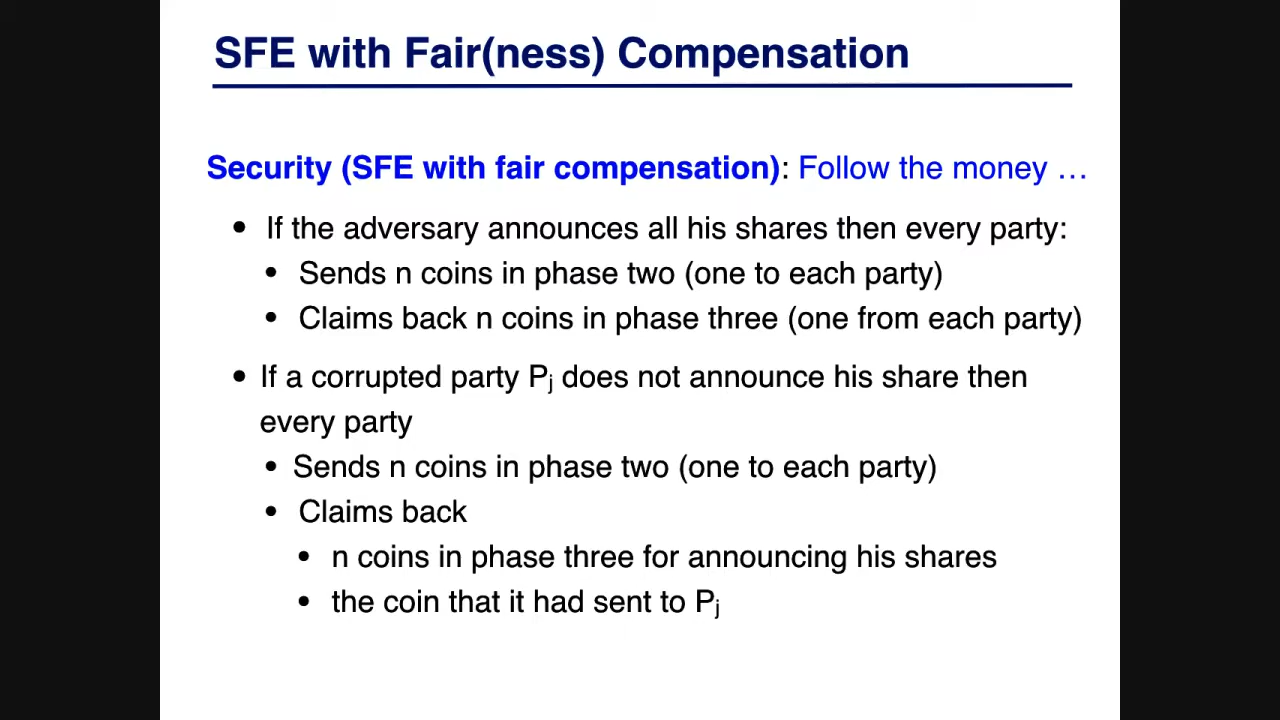 SFE with Fair(ness) Compensation
Security (SFE with fair compensation): Follow the money …
• If the adversary announces all his shares then every party:
• Sends n coins in phase two (one to each party)
• Claims back n coins in phase three (one from each party)
• If a corrupted party Pj does not announce his share then
every party
• Sends n coins in phase two (one to each party)
• Claims back
• n coins in phase three for announcing his shares
• the coin that it had sent to Pj